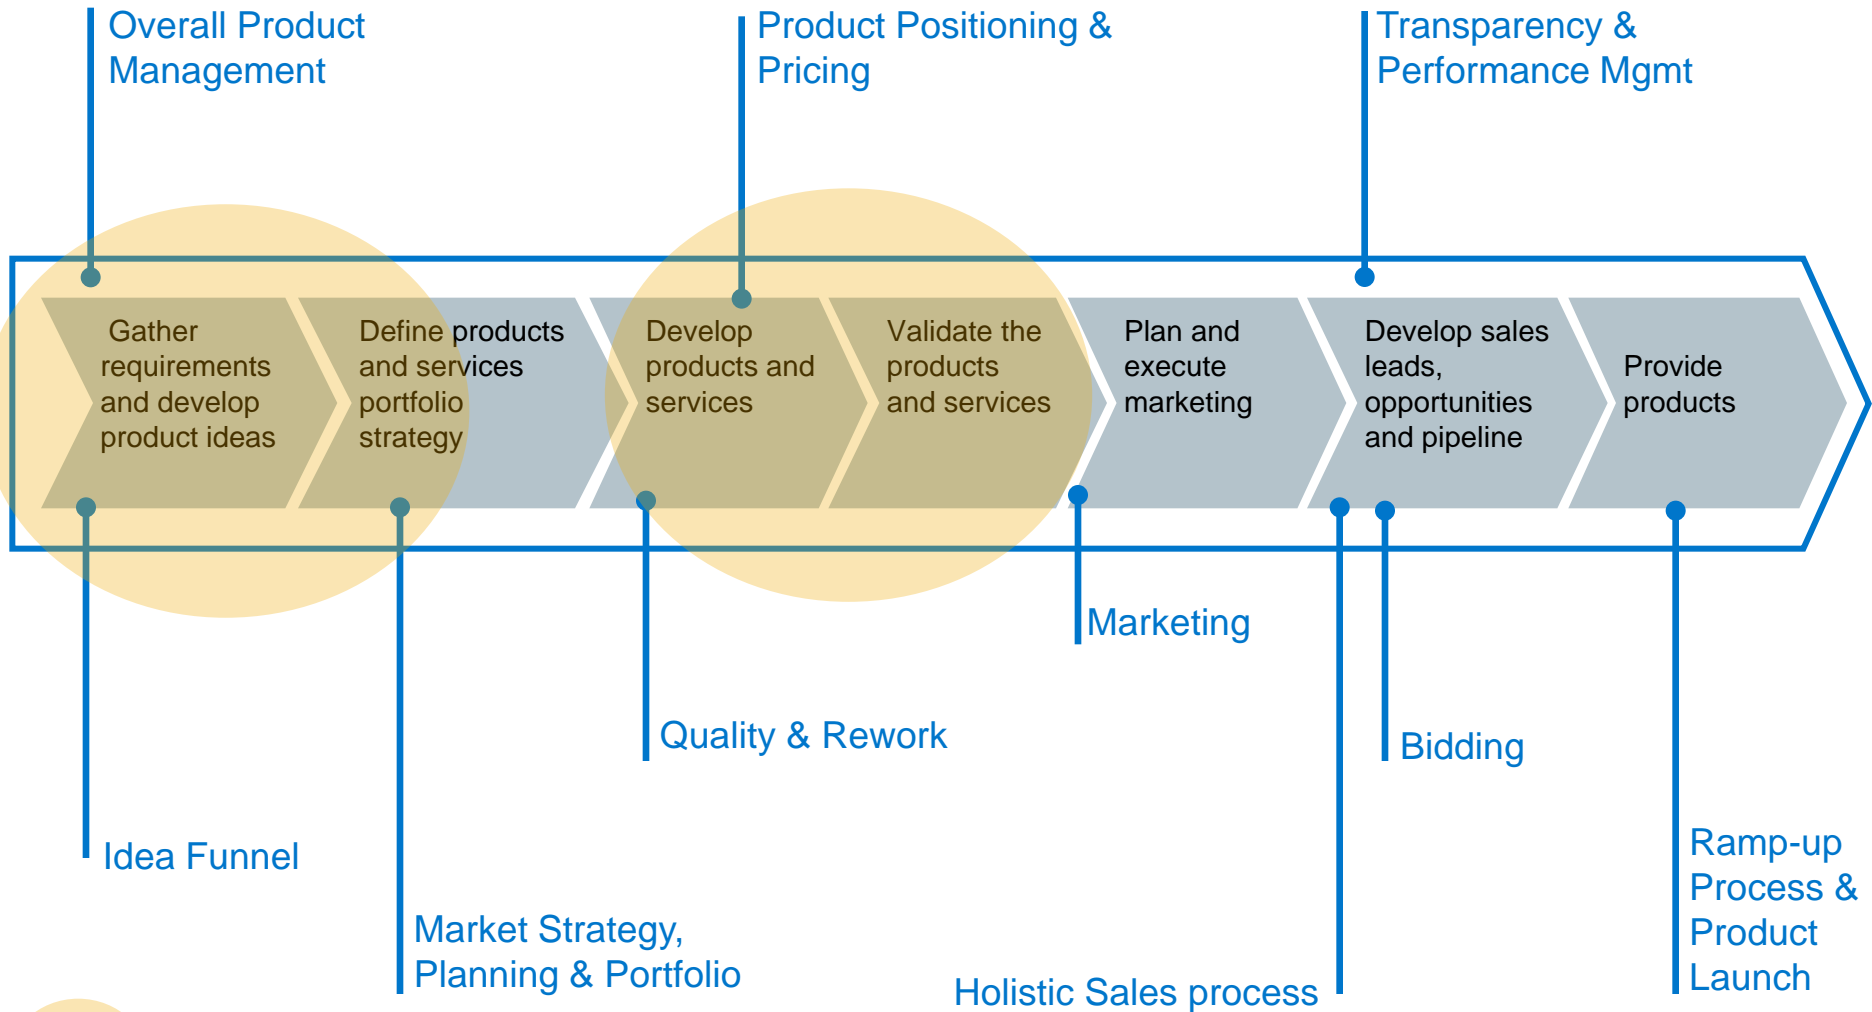 Overall Product
Management
Product Positioning &
Pricing
Transparency &
Performance Mgmt
Gather
requirements
and develop
product ideas
Define products
and services
portfolio
strategy
Develop
products and
services
Validate the
products
and services
Plan and
execute
marketing
Develop sales
leads,
opportunities
and pipeline
Provide
products
Marketing
Quality & Rework
Bidding
Idea Funnel
Ramp-up
Process &
Product
Launch
Market Strategy,
Planning & Portfolio
Holistic Sales process